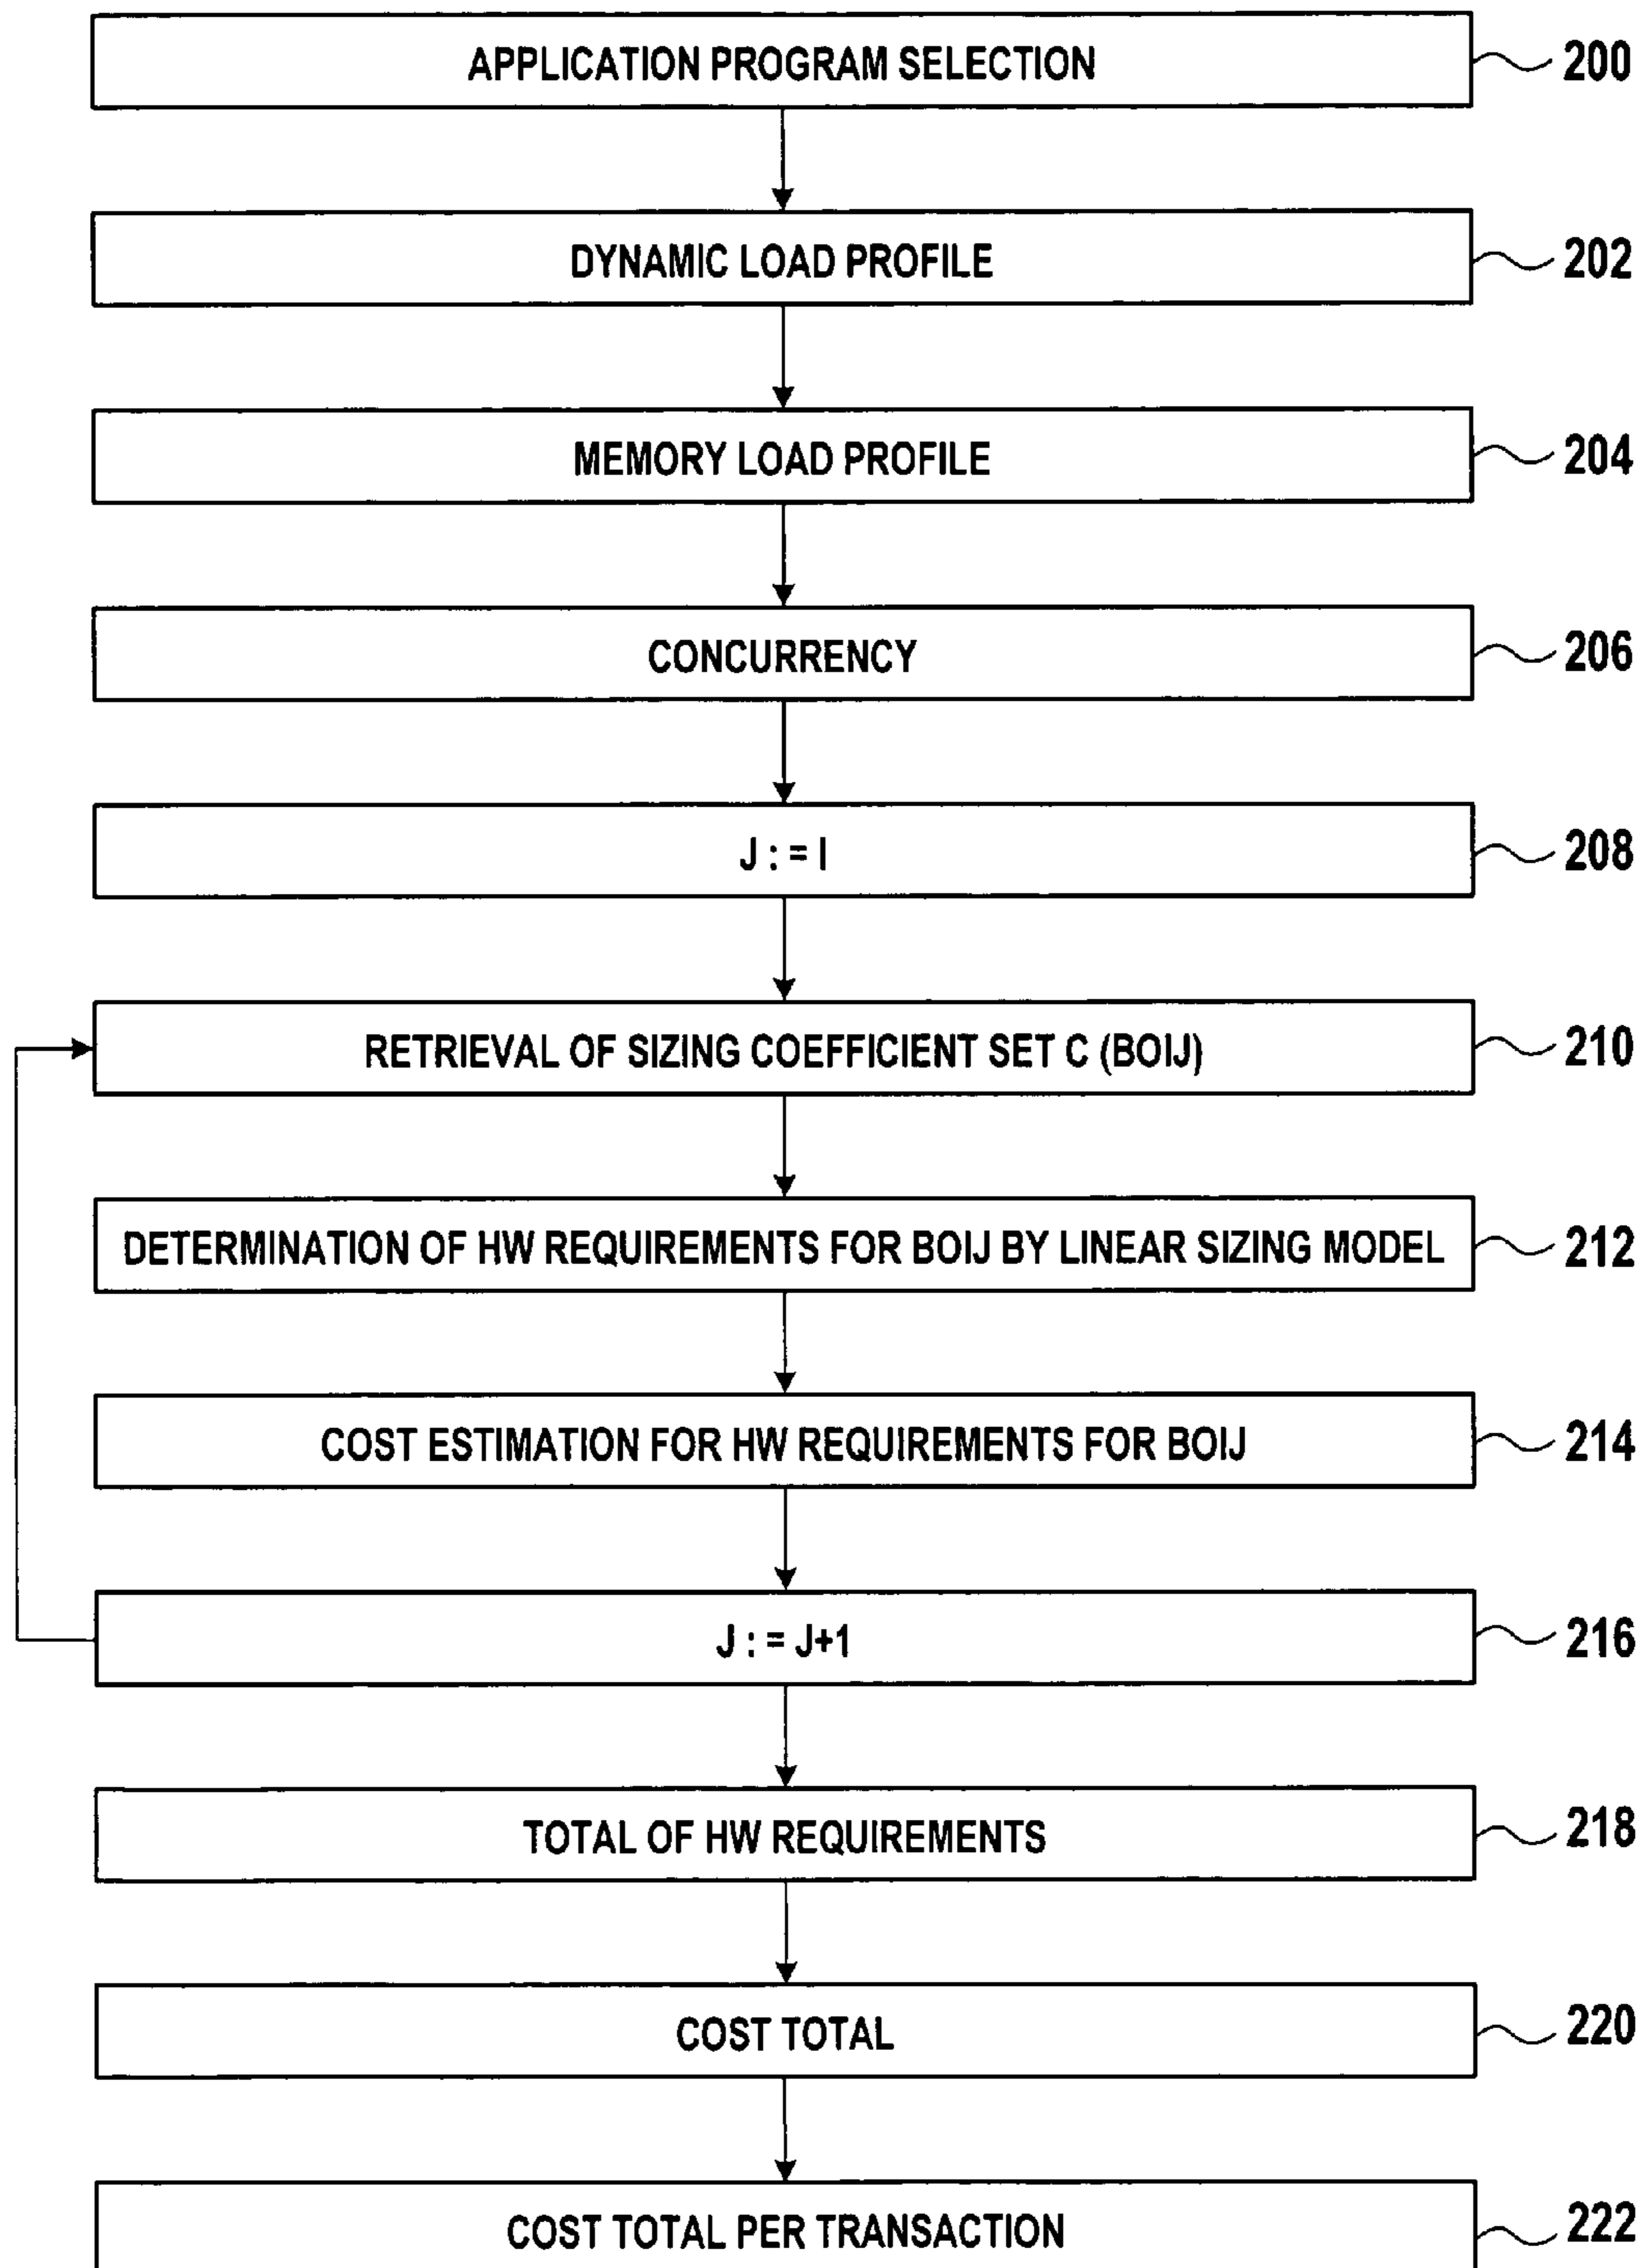 APPLICATION PROGRAM SELECTION 200
DYNAMIC LOAD PROFILE 202
MEMORY LOAD PROFILE 204
CONCURRENCY 206
J : = I 208
RETRIEVAL OF SIZING COEFFICIENT SET C (BOIJ) 210
DETERMINATION OF HW REQUIREMENTS FOR BOIJ BY LINEAR SIZING MODEL 212
COST ESTIMATION FOR HW REQUIREMENTS FOR BOIJ 214
J : = J+1 216
TOTAL OF HW REQUIREMENTS 218
COST TOTAL 220
COST TOTAL PER TRANSACTION 222